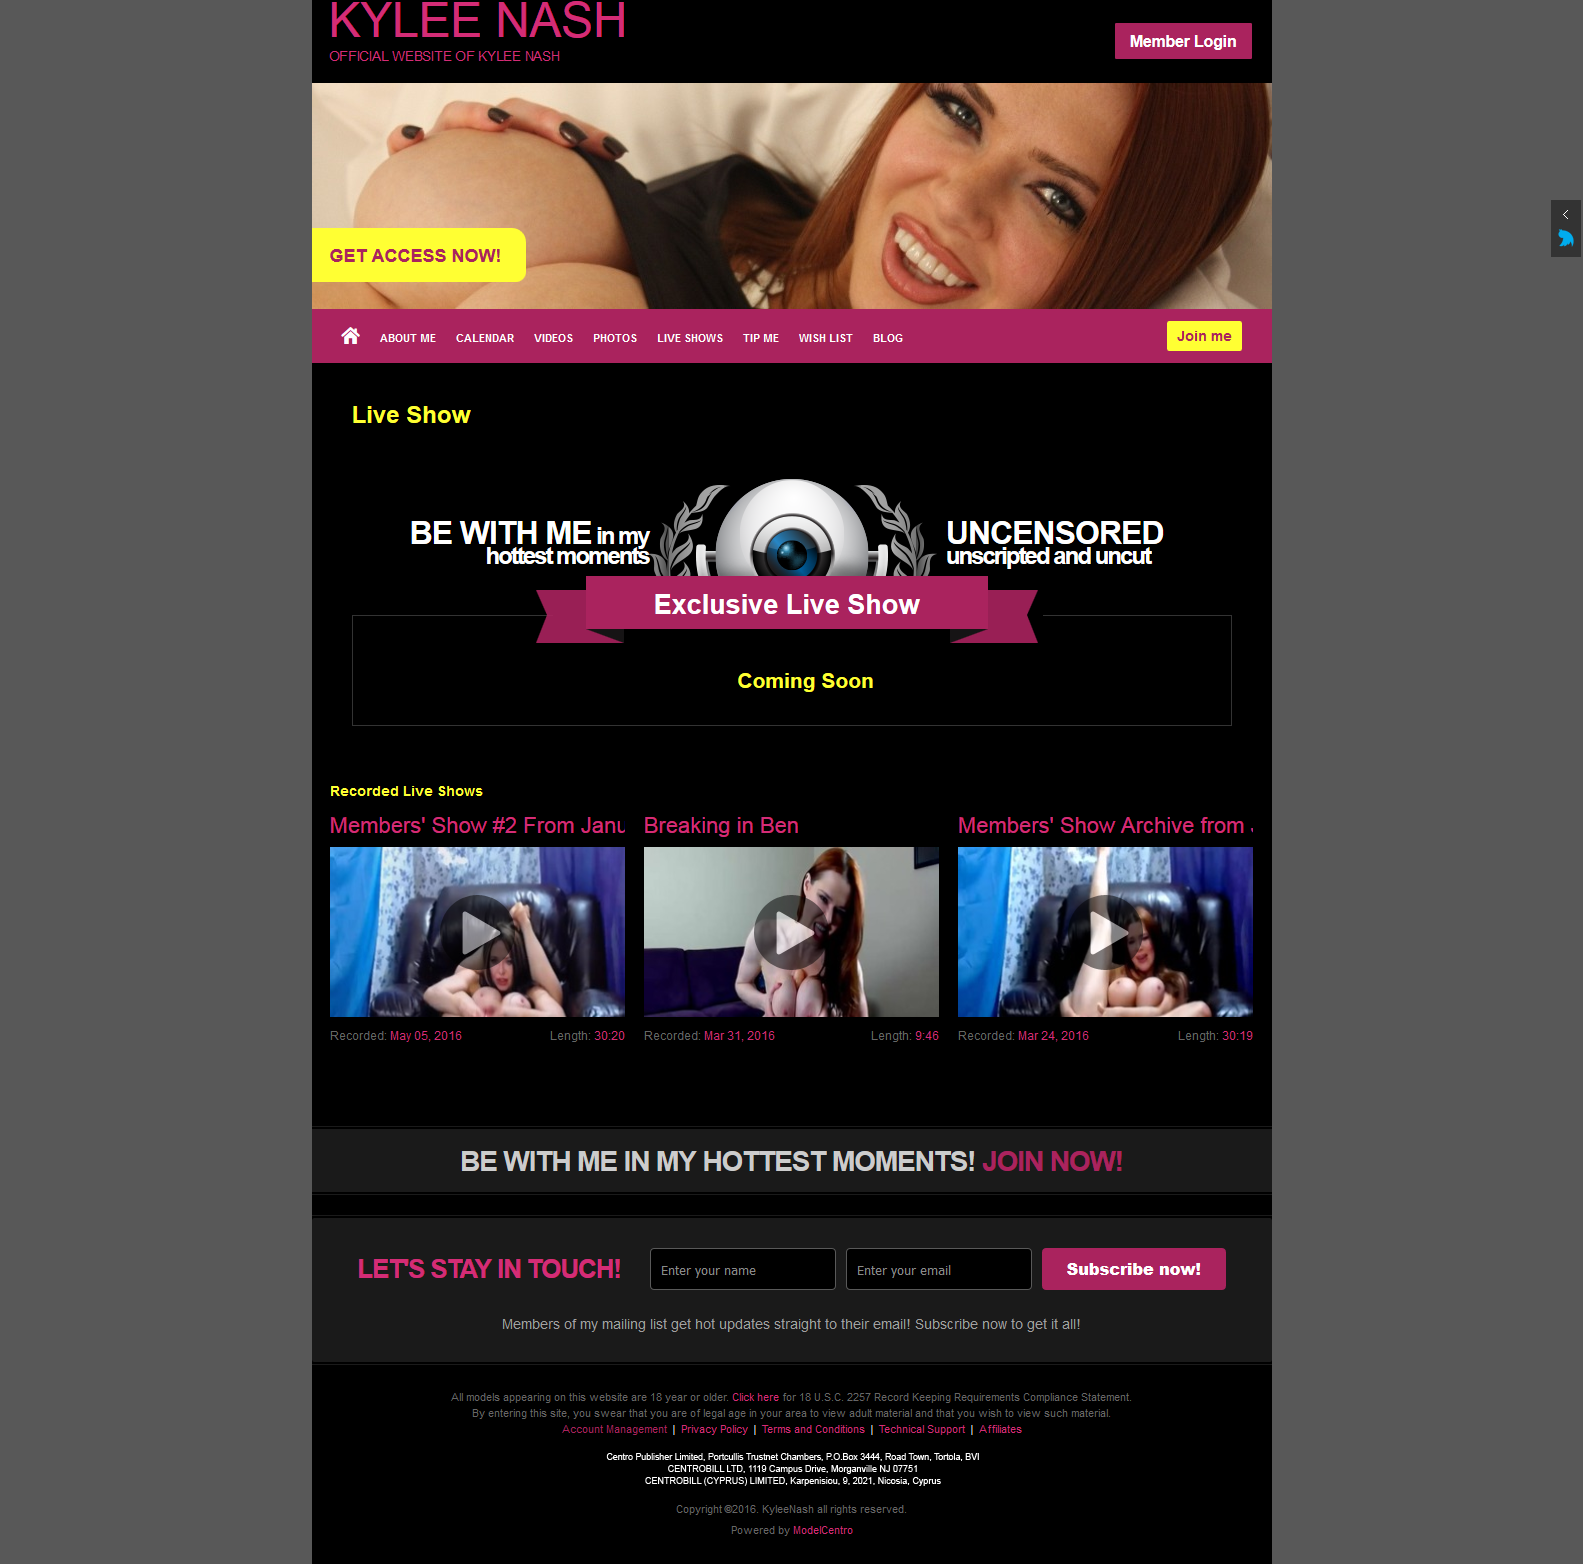 KYLEE NASH
OFFICIAL WEBSITE OF KYLEE NASH
Member Login
GET ACCESS NOW!
ABOUT ME CALENDAR VIDEOS PHOTOS LIVE SHOWS TIP ME WISH LIST BLOG
Join me
Live Show
BE WITH ME in my
hottest moments
UNCENSORED
unscripted and uncut
Exclusive Live Show
Coming Soon
Recorded Live Shows
Members' Show #2 From Janu
Recorded: May 05, 2016 Length: 30:20
Breaking in Ben
Recorded: Mar 31, 2016 Length: 9:46
Members' Show Archive from
Recorded: Mar 24, 2016 Length: 30:19
BE WITH ME IN MY HOTTEST MOMENTS! JOIN NOW!
LET'S STAY IN TOUCH!
Enter your name
Enter your email
Subscribe now!
Members of my mailing list get hot updates straight to their email! Subscribe now to get it all!
All models appearing on this website are 18 year or older. Click here for 18 U.S.C. 2257 Record Keeping Requirements Compliance Statement.
By entering this site, you swear that you are of legal age in your area to view adult material and that you wish to view such material.
Account Management | Privacy Policy | Terms and Conditions | Technical Support | Affiliates
Centro Publisher Limited, Portcullis Trustnet Chambers, P.O.Box 3444, Road Town, Tortola, BVI
CENTROBILL LTD, 1119 Campus Drive, Morganville NJ 07751
CENTROBILL (CYPRUS) LIMITED, Karpenisiou, 9, 2021, Nicosia, Cyprus
Copyright ©2016. KyleeNash all rights reserved.
Powered by ModelCentro